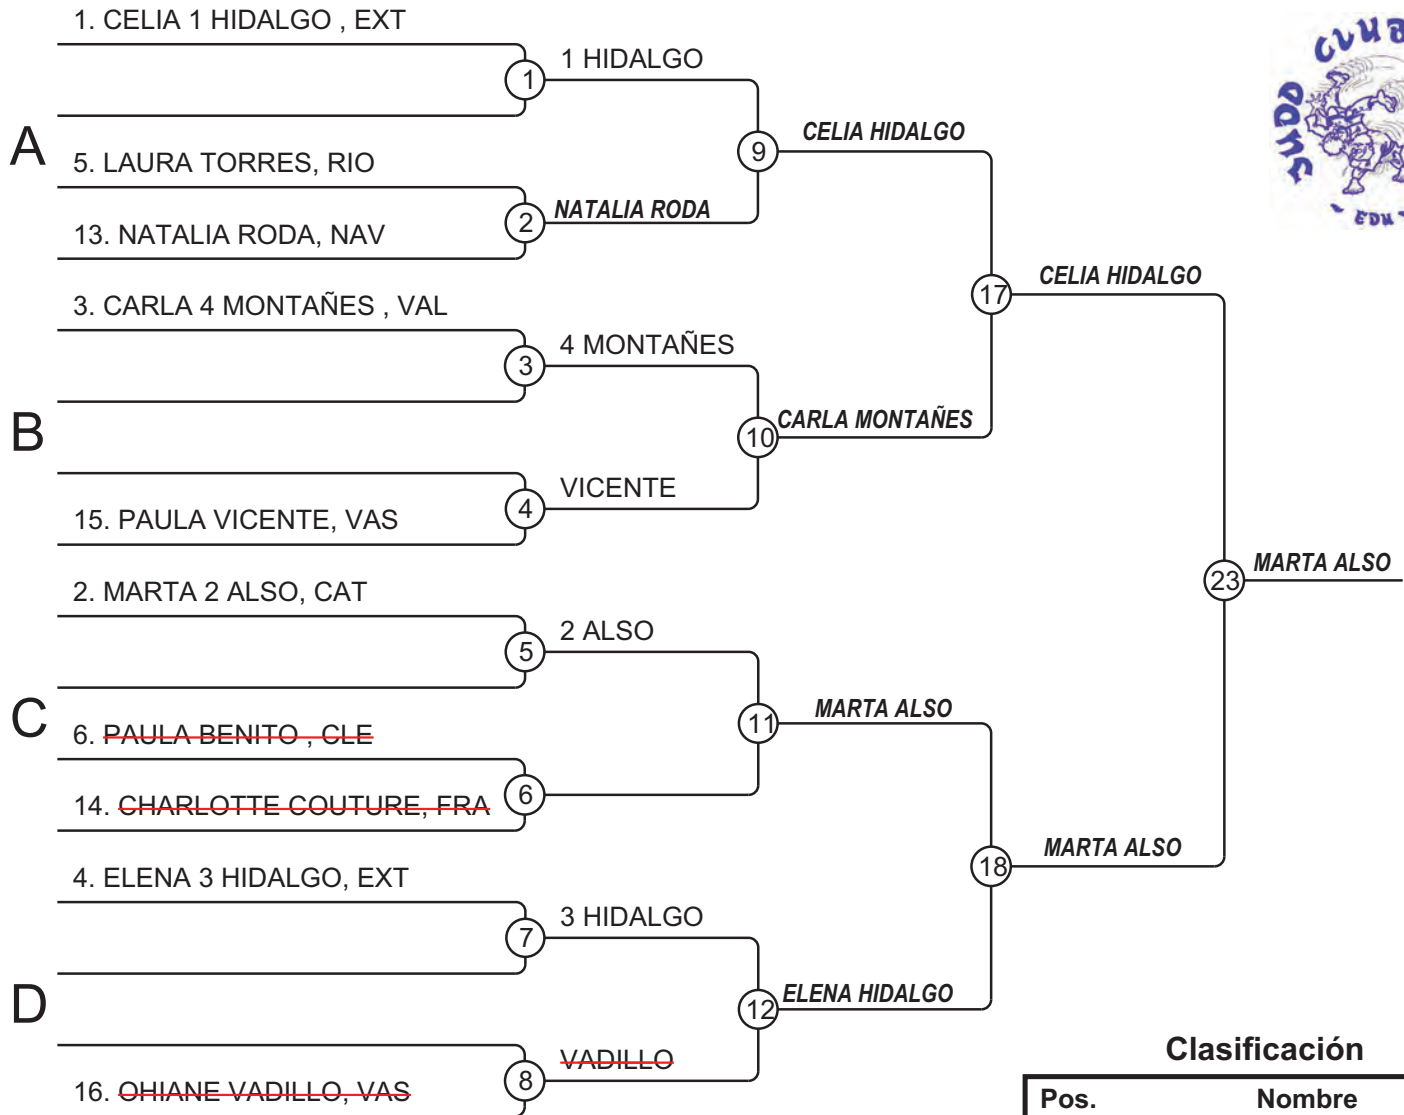 1. CELIA 1 HIDALGO , EXT
1
1 HIDALGO
A
5. LAURA TORRES, RIO
13. NATALIA RODA, NAV
2
NATALIA RODA
9
CELIA HIDALGO
3. CARLA 4 MONTAÑES , VAL
3
4 MONTAÑES
B
15. PAULA VICENTE, VAS
4
VICENTE
10
CARLA MONTAÑES
17
CELIA HIDALGO
2. MARTA 2 ALSO, CAT
5
2 ALSO
C
6. PAULA BENITO , CLE
14. CHARLOTTE COUTURE, FRA
6
11
MARTA ALSO
4. ELENA 3 HIDALGO, EXT
7
3 HIDALGO
D
16. OHIANE VADILLO, VAS
8
VADILLO
12
ELENA HIDALGO
18
MARTA ALSO
23
MARTA ALSO
JUDO CLUB
EDN
Clasificación
Pos. Nombre